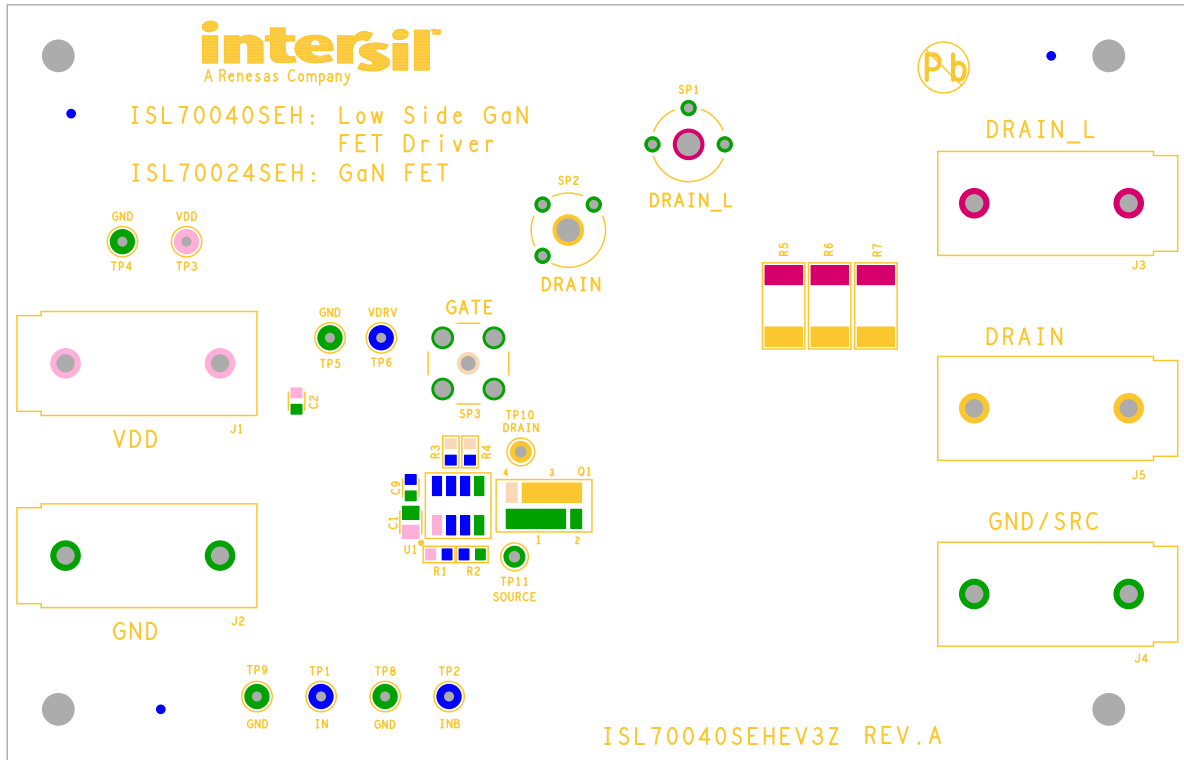 intersil™
A Renesas Company
Pb
ISL70040SEH: Low Side GaN
FET Driver
ISL70024SEH: GaN FET
SP1
DRAIN_L
SP2
DRAIN
DRAIN_L
J3
GND
TP4
VDD
TP3
R5
R6
R7
GND
TP5
VDRV
TP6
GATE
SP3
DRAIN
J5
J1
VDD
C2
TP10
DRAIN
R3
R4
Q1
4
3
1
2
C9
C1
U1
R1
R2
TP11
SOURCE
GND/SRC
J4
J2
GND
TP9
GND
TP1
IN
TP8
GND
TP2
INB
ISL70040SEHEV3Z REV.A